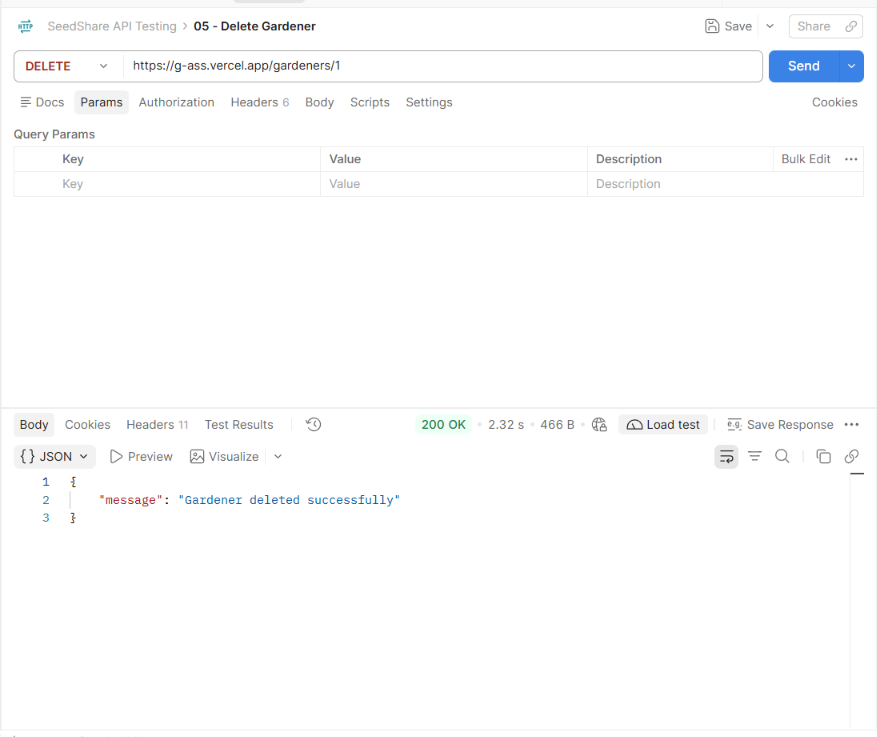 HTTP SeedShare API Testing > 05 - Delete Gardener Save Share
DELETE https://g-ass.vercel.app/gardeners/1 Send
Docs Params Authorization Headers 6 Body Scripts Settings Cookies
Query Params
Key Value Description Bulk Edit ...
Key Value Description
Body Cookies Headers 11 Test Results 200 OK • 2.32 s • 466 B • Load test e.g. Save Response ...
{} JSON Preview Visualize
1 {
2 "message": "Gardener deleted successfully"
3 }